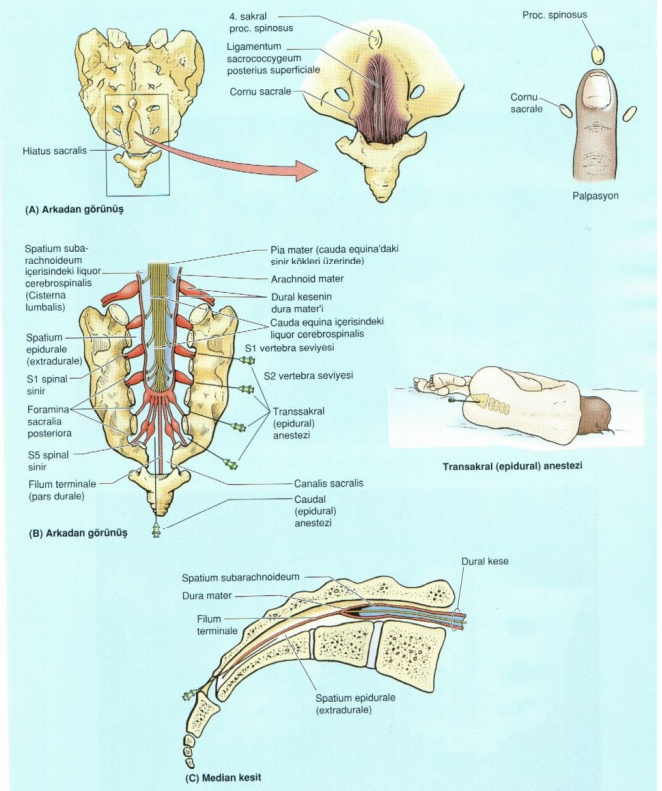 4. sakral
proc. spinosus
Ligamentum
sacrococcygeum
posterius superficiale
Cornu sacrale
Hiatus sacralis
(A) Arkadan görünüş
Proc. spinosus
Cornu
sacrale
Palpasyon
Spatium suba-
rachnoideum
içerisindeki liquor
cerebrospinalis
(Cisterna
lumbalis)
Spatium
epidurale
(extradurale)
S1 spinal
sinir
Foramina
sacralia
posteriora
S5 spinal
sinir
Filum terminale
(pars durale)
(B) Arkadan görünüş
Pia mater (cauda equina'daki
sinir kökleri üzerinde)
Arachnoid mater
Dural kesenin
dura mater'i
Cauda equina içerisindeki
liquor cerebrospinalis
S1 vertebra seviyesi
S2 vertebra seviyesi
Transsakral
(epidural)
anestezi
Canalis sacralis
Caudal
(epidural)
anestezi
Transakral (epidural) anestezi
Spatium subarachnoideum
Dura mater
Filum
terminale
Dural kese
Spatium epidurale
(extradurale)
(C) Median kesit